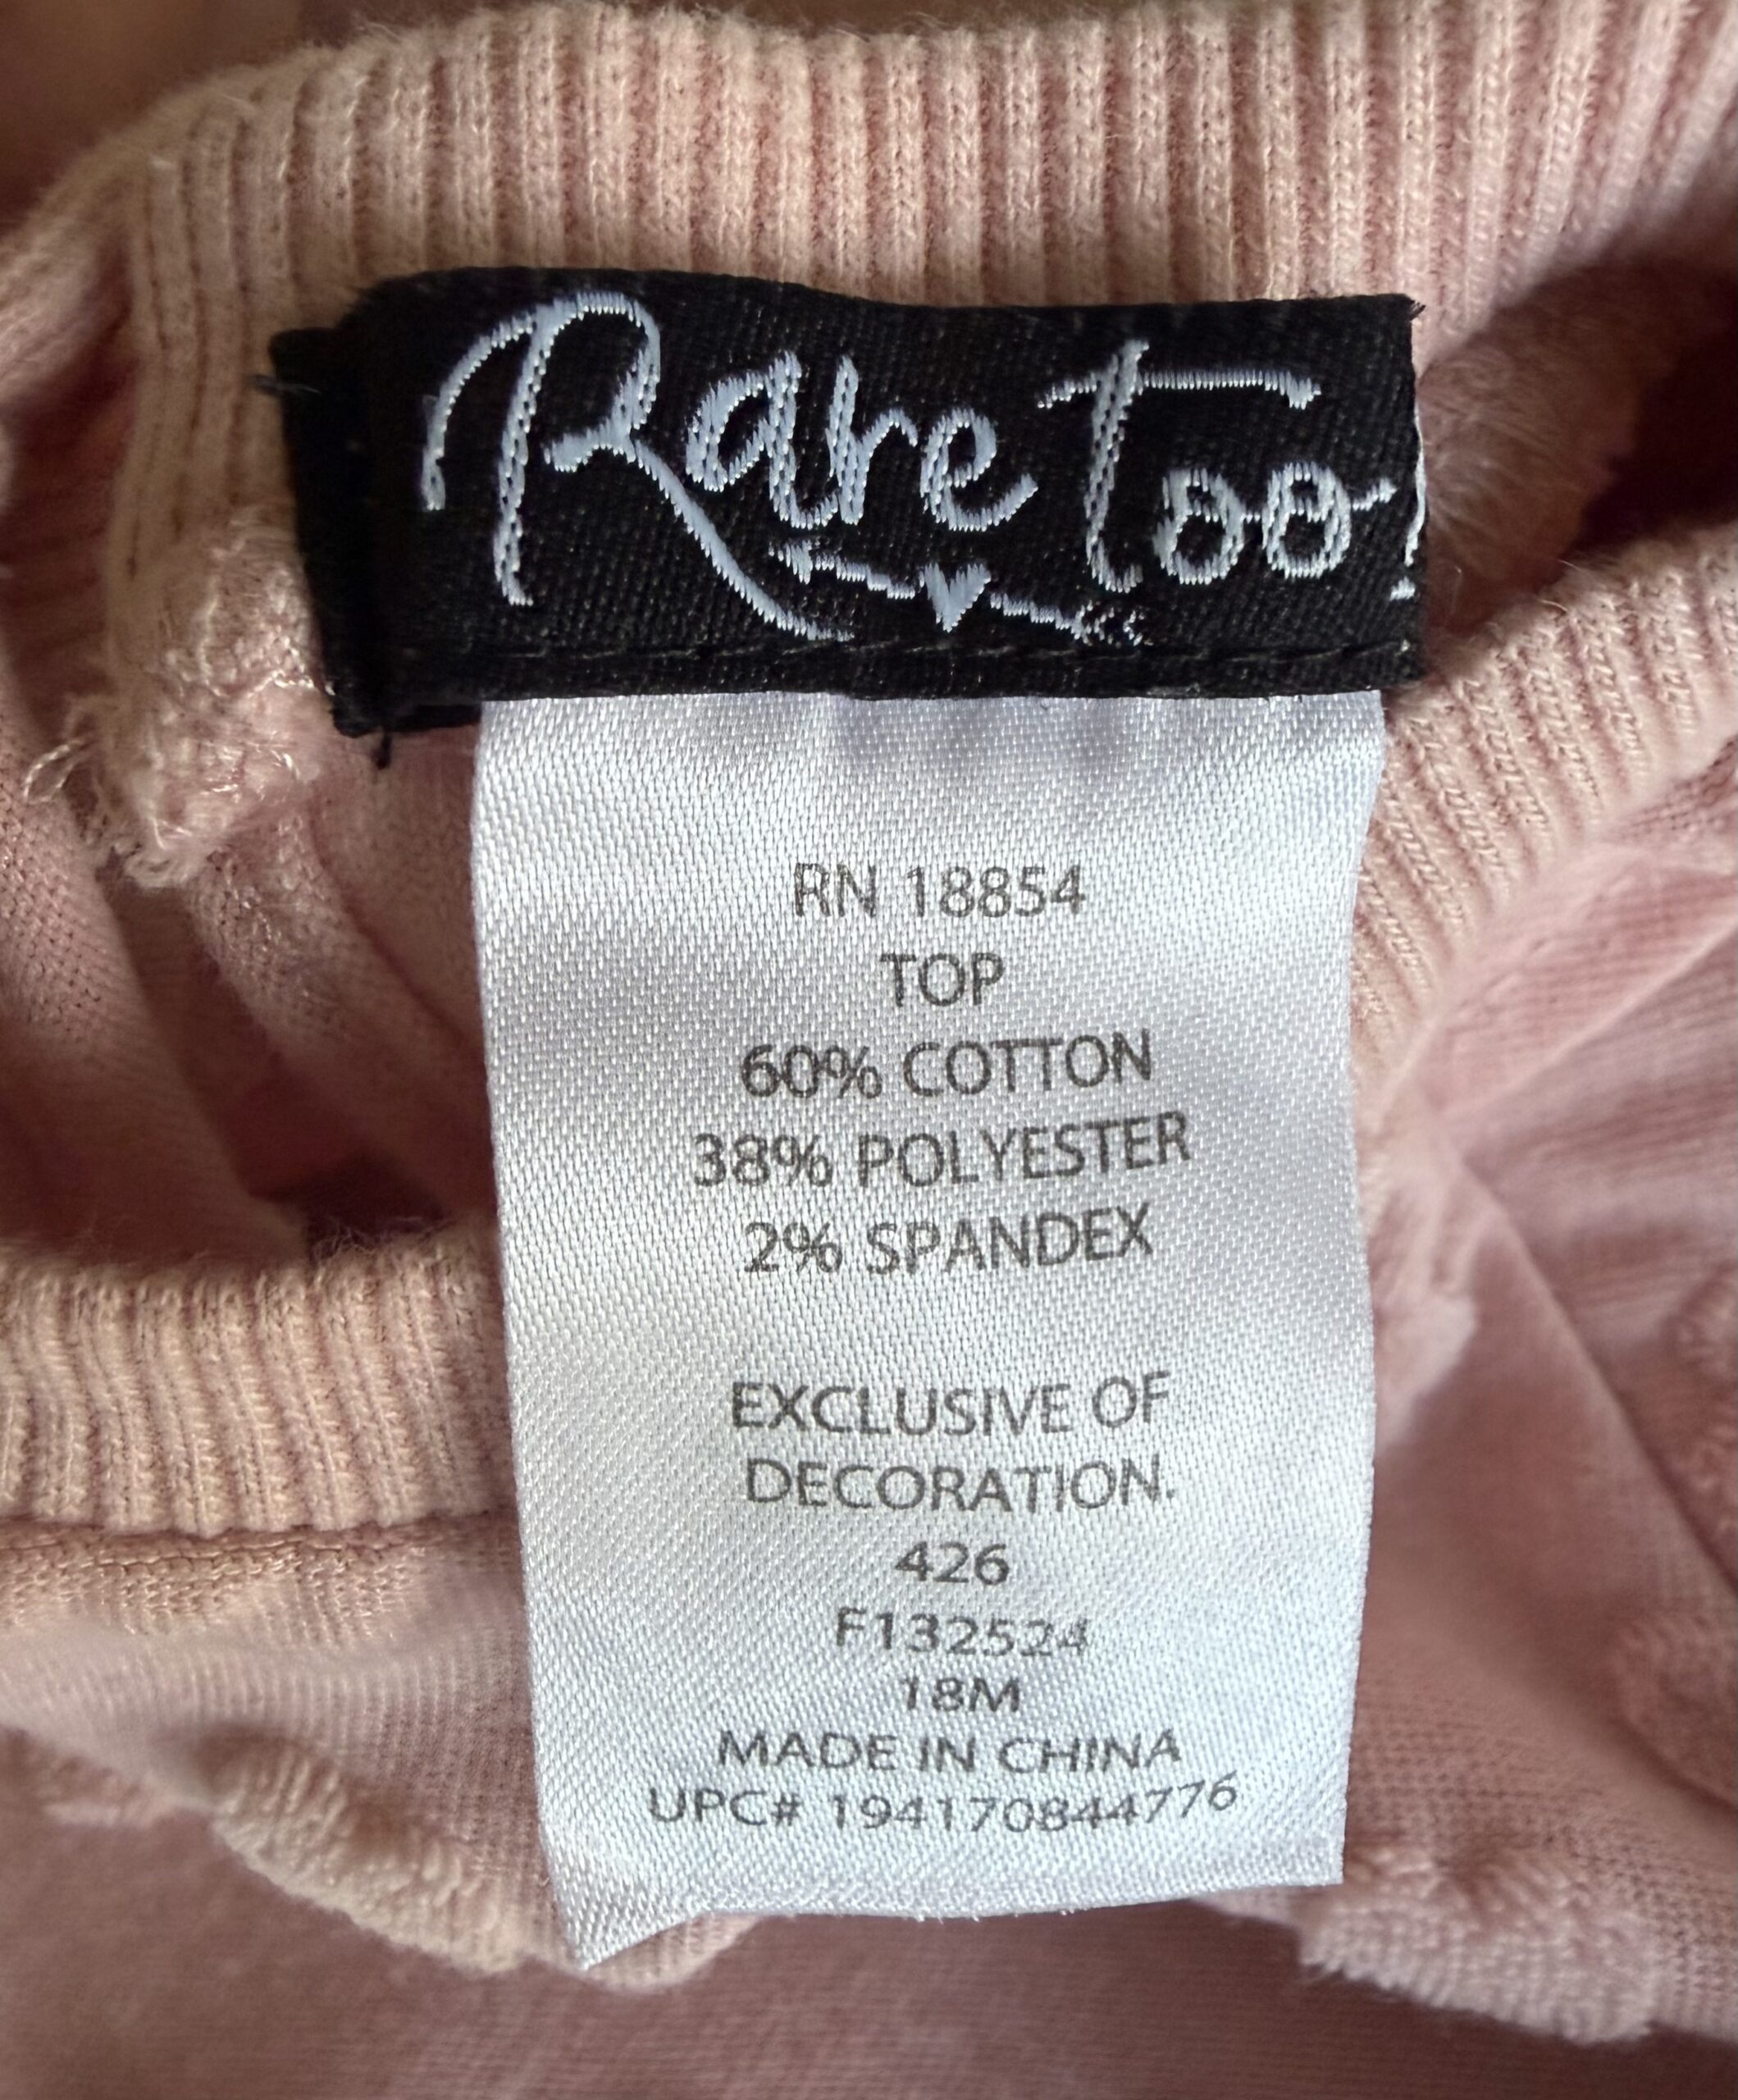 Rare Too!
RN 18854
TOP
60% COTTON
38% POLYESTER
2% SPANDEX
EXCLUSIVE OF
DECORATION.
426
F132524
18M
MADE IN CHINA
UPC# 194170844776